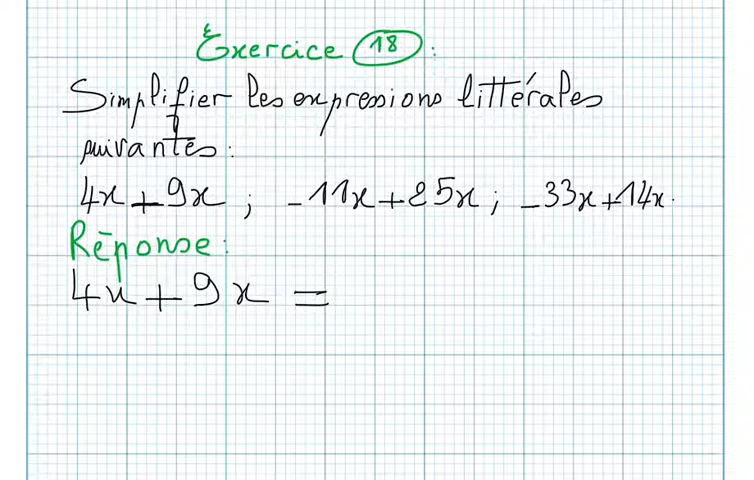 Exercice 18 :
Simplifier les expressions littérales
suivantes :
4x + 9x ; -11x + 25x ; -33x + 14x.
Réponse :
4x + 9x =